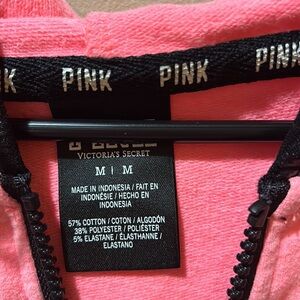 PINK PINK PINK
VICTORIA'S SECRET
M | M
MADE IN INDONESIA / FAIT EN
INDONÉSIE / HECHO EN
INDONESIA
57% COTTON / COTON / ALGODÓN
38% POLYESTER / POLIÉSTER
5% ELASTANE / ÉLASTHANNE /
ELASTANO